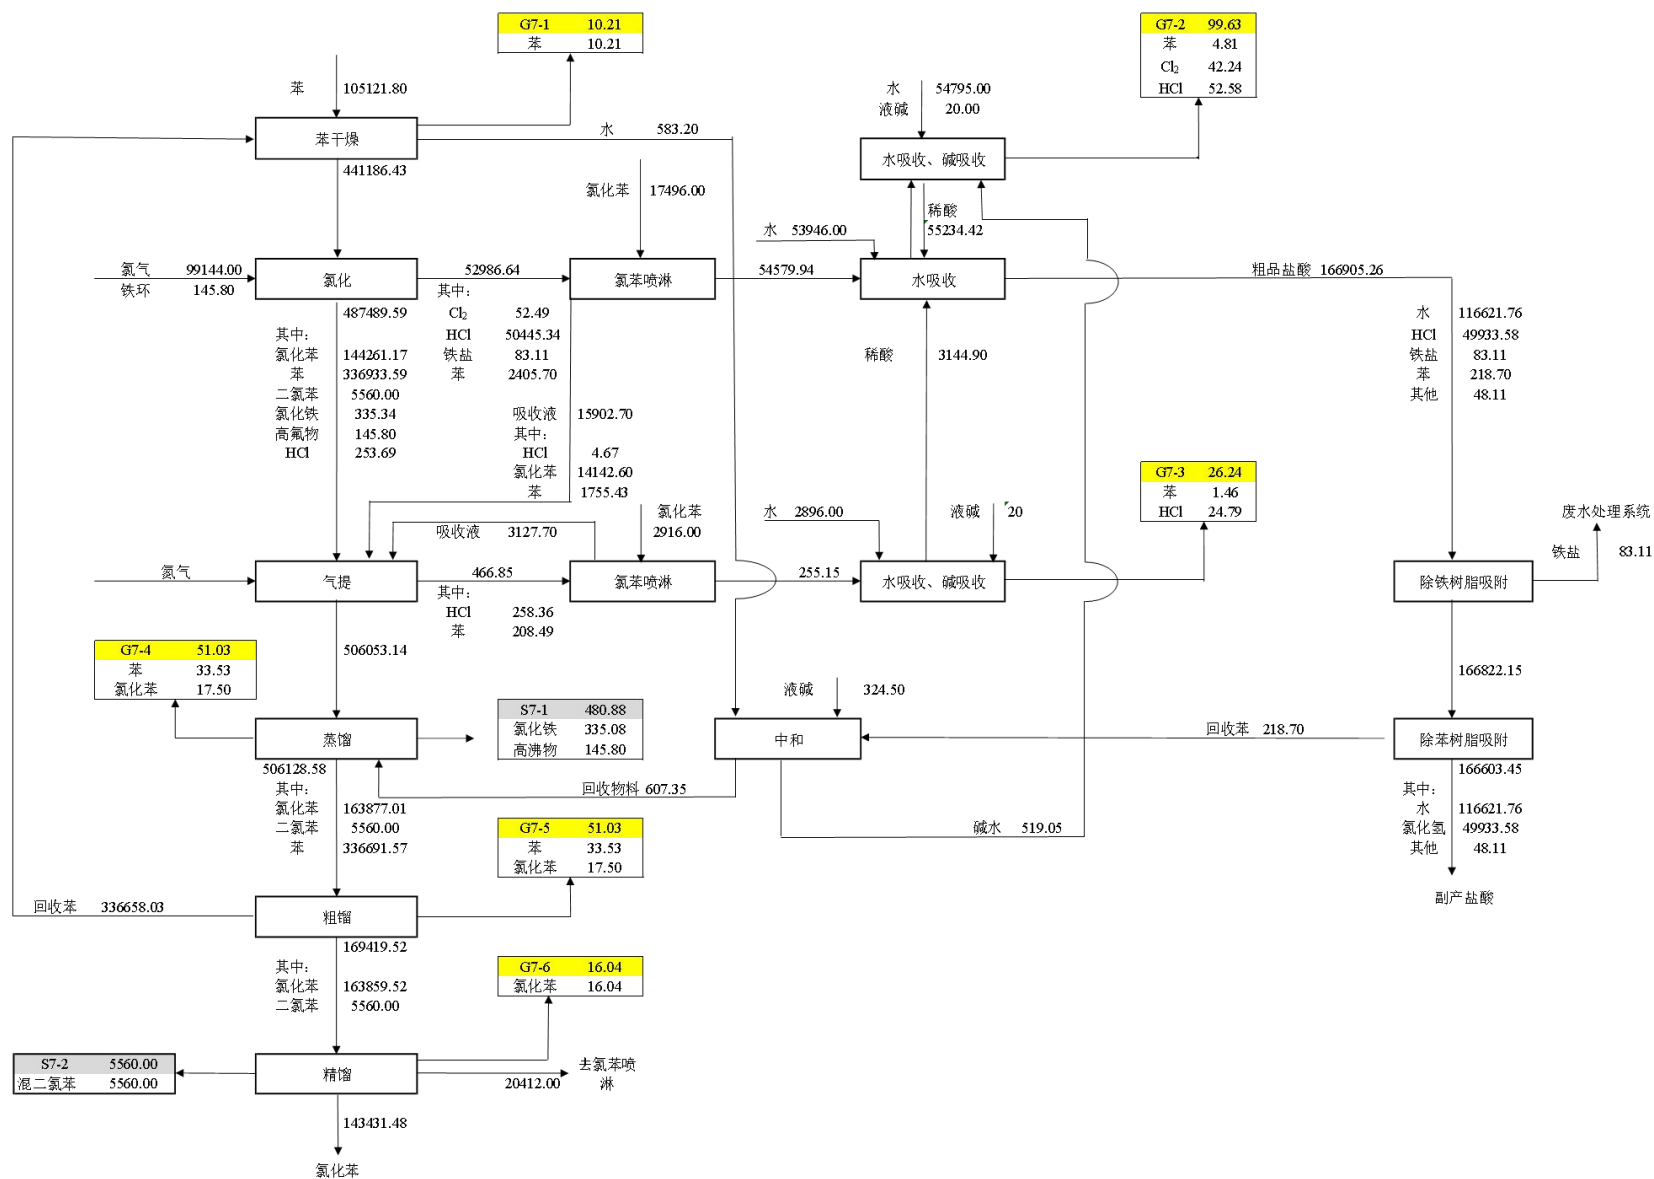 G7-1 10.21
苯 10.21
G7-2 99.63
苯 4.81
Cl₂ 42.24
HCl 52.58
苯 105121.80
水 54795.00
液碱 20.00
苯干燥
水 583.20
水吸收、碱吸收
441186.43
氯化苯 17496.00
稀酸
55234.42
水 53946.00
氯气 99144.00
铁环 145.80
氯化
52986.64
氯苯喷淋
54579.94
水吸收
粗品盐酸 166905.26
其中：
Cl₂ 52.49
HCl 50445.34
铁盐 83.11
苯 2405.70
487489.59
其中：
氯化苯 144261.17
苯 336933.59
二氯苯 5560.00
氯化铁 335.34
高氟物 145.80
HCl 253.69
稀酸 3144.90
水 116621.76
HCl 49933.58
铁盐 83.11
苯 218.70
其他 48.11
吸收液 15902.70
其中：
HCl 4.67
氯化苯 14142.60
苯 1755.43
G7-3 26.24
苯 1.46
HCl 24.79
氯化苯
2916.00
水 2896.00
液碱 20
废水处理系统
铁盐 83.11
吸收液 3127.70
氮气
气提
466.85
氯苯喷淋
255.15
水吸收、碱吸收
除铁树脂吸附
其中：
HCl 258.36
苯 208.49
506053.14
G7-4 51.03
苯 33.53
氯化苯 17.50
166822.15
液碱 324.50
S7-1 480.88
氯化铁 335.08
高沸物 145.80
蒸馏
中和
回收苯 218.70
除苯树脂吸附
506128.58
其中：
氯化苯 163877.01
二氯苯 5560.00
苯 336691.57
回收物料 607.35
166603.45
其中：
水 116621.76
氯化氢 49933.58
其他 48.11
G7-5 51.03
苯 33.53
氯化苯 17.50
碱水 519.05
副产盐酸
回收苯 336658.03
粗馏
169419.52
其中：
氯化苯 163859.52
二氯苯 5560.00
G7-6 16.04
氯化苯 16.04
S7-2 5560.00
混二氯苯 5560.00
精馏
20412.00
去氯苯喷
淋
143431.48
氯化苯